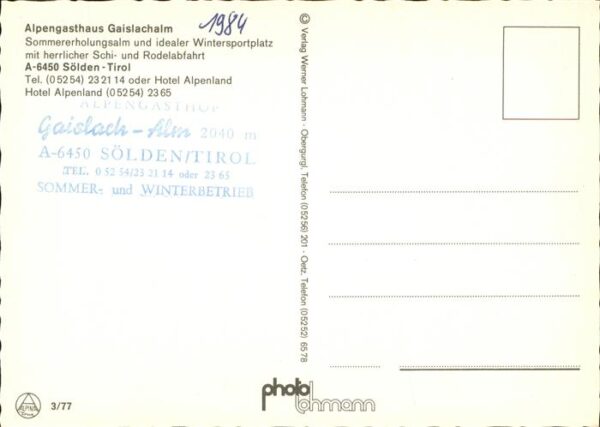 Alpengasthaus Gaislachalm
1984
Sommererholungsalm und idealer Wintersportplatz
mit herrlicher Schi- und Rodelabfahrt
A-6450 Sölden-Tirol
Tel. (05254) 232114 oder Hotel Alpenland
Hotel Alpenland (05254) 2365
ALPENGASTHOF
Gaislach-Alm 2040 m
A-6450 SÖLDEN/TIROL
TEL. 0 52 54/23 21 14 oder 23 65
SOMMER- und WINTERBETRIEB
© Verlag Werner Lohmann · Obergurgl, Telefon (05256) 201 · Oetz, Telefon (05252) 6578
photo
lohmann
ALPINA
3/77